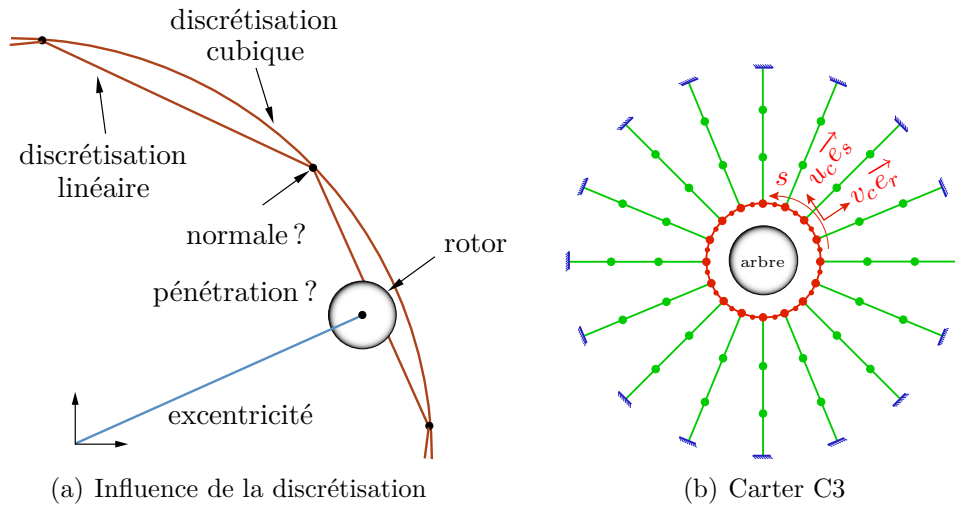 discrétisation
cubique
discrétisation
linéaire
normale ?
rotor
pénétration ?
excentricité
(a) Influence de la discrétisation
s
u_c e_s
v_c e_r
arbre
(b) Carter C3